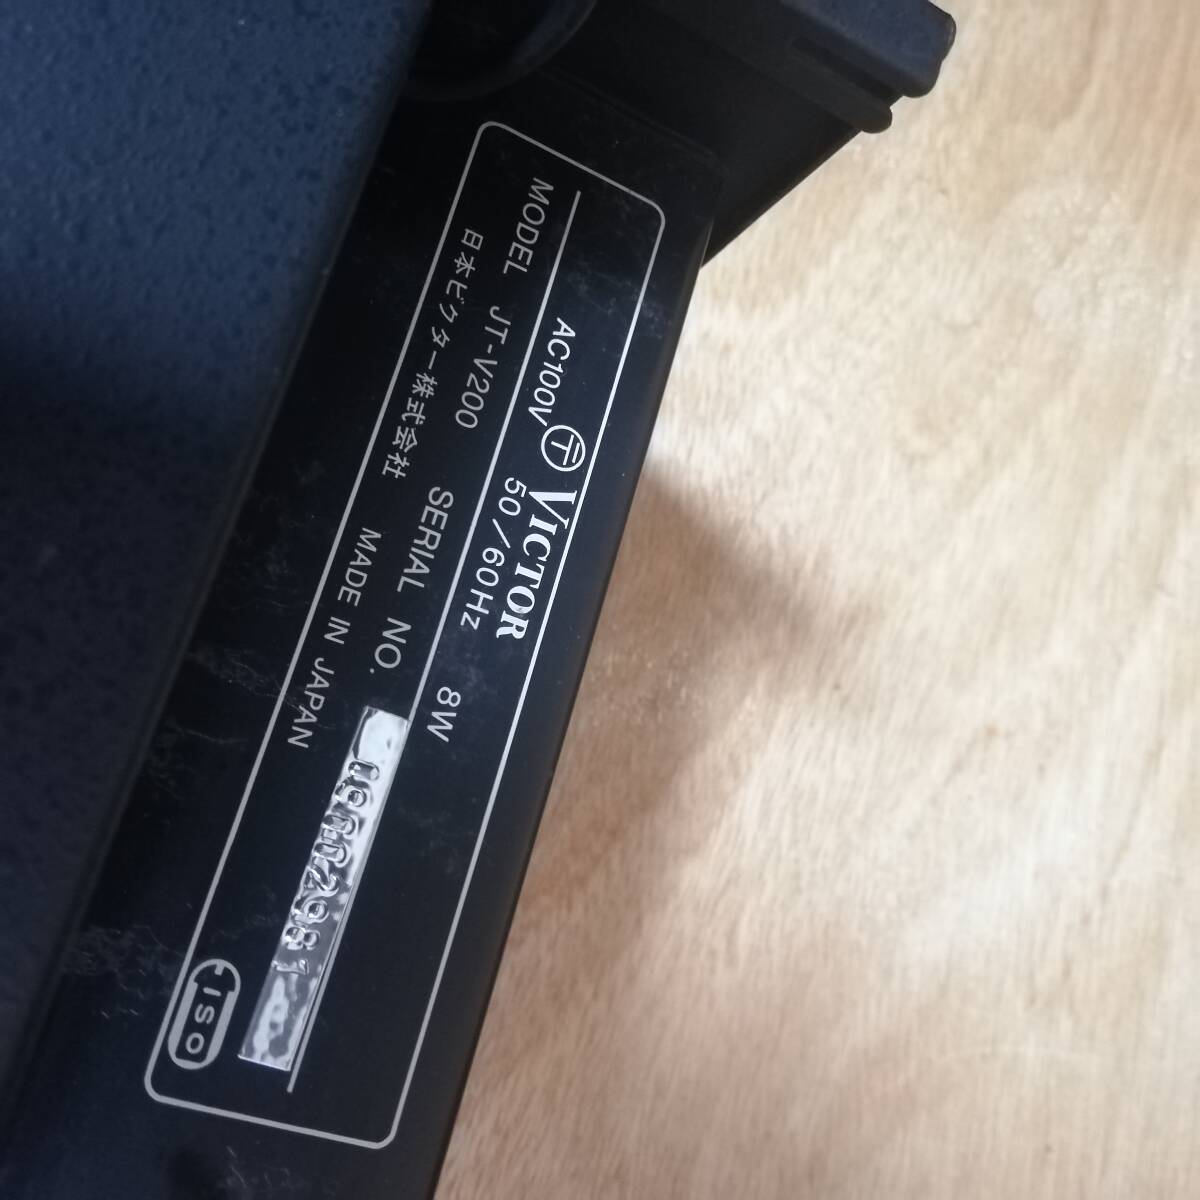 VICTOR
AC100V T 50/60Hz 8W
MODEL JT-V200 SERIAL NO. 09002981
日本ビクター株式会社 MADE IN JAPAN
ISO